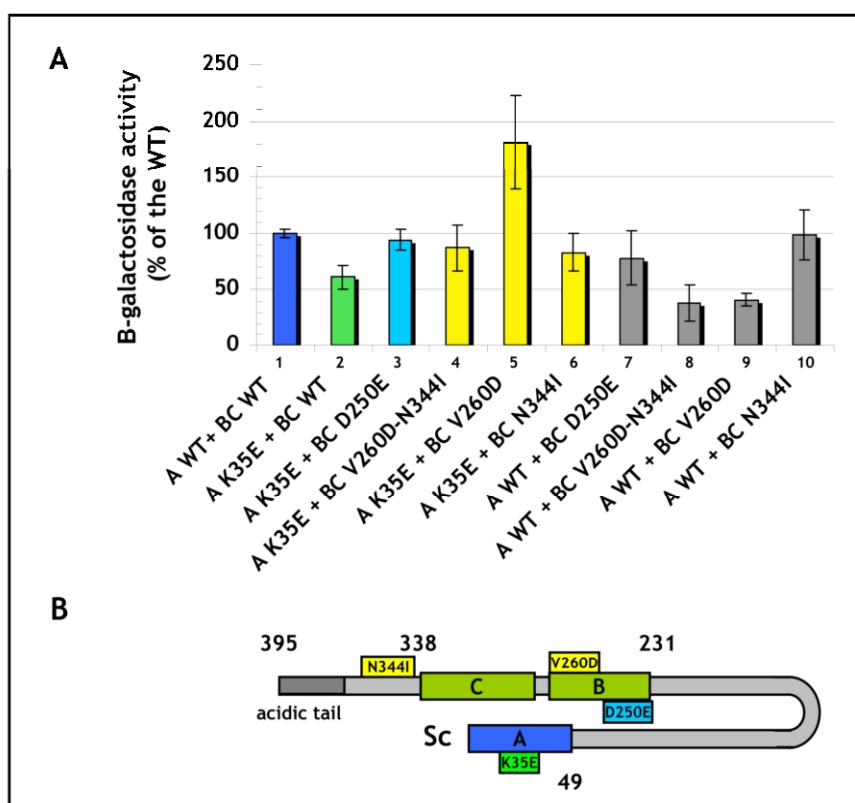 A
B-galactosidase activity
(% of the WT)
250
200
150
100
50
0
1 2 3 4 5 6 7 8 9 10
A WT+ BC WT
A K35E + BC WT
A K35E + BC D250E
A K35E + BC V260D-N344I
A K35E + BC V260D
A K35E + BC N344I
A WT + BC D250E
A WT + BC V260D-N344I
A WT + BC V260D
A WT + BC N344I
B
395 338 231
N344I V260D
C B
acidic tail D250E
Sc A
K35E
49